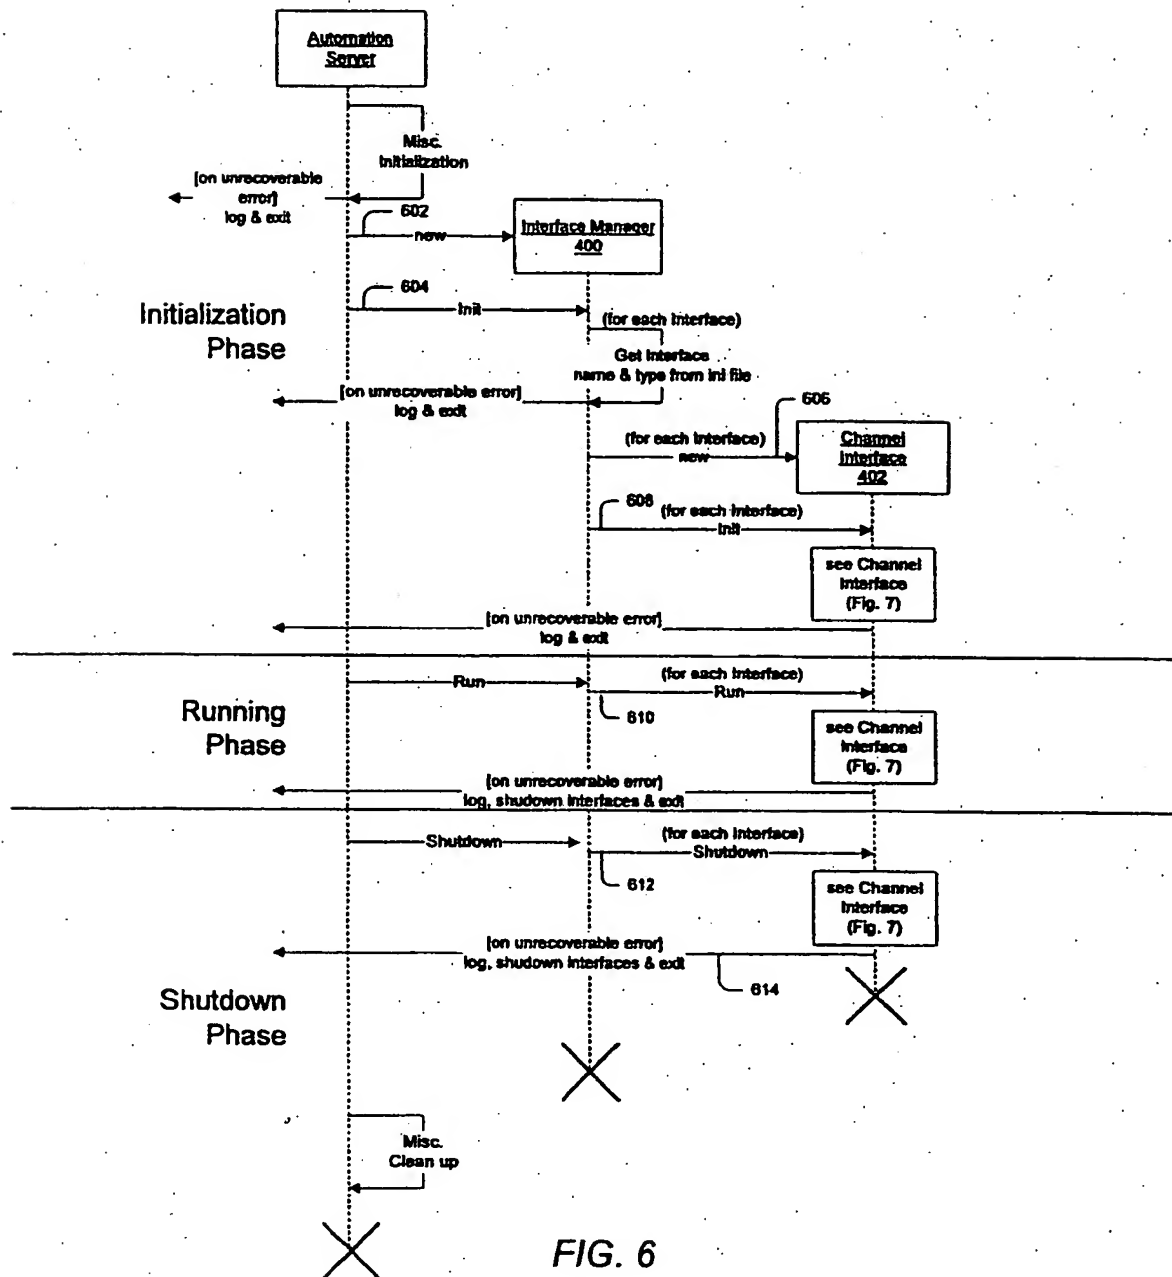 Automation
Server
Misc.
Initialization
[on unrecoverable
error]
log & exit
602
new
Interface Manager
400
604
Init
Initialization
Phase
(for each Interface)
Get Interface
name & type from ini file
[on unrecoverable error]
log & exit
606
(for each Interface)
new
Channel
Interface
402
608
(for each Interface)
Init
see Channel
Interface
(Fig. 7)
[on unrecoverable error]
log & exit
Running
Phase
Run
(for each Interface)
Run
610
see Channel
Interface
(Fig. 7)
[on unrecoverable error]
log, shudown interfaces & exit
Shutdown
(for each Interface)
Shutdown
612
see Channel
Interface
(Fig. 7)
[on unrecoverable error]
log, shudown interfaces & exit
614
Shutdown
Phase
Misc.
Clean up
FIG. 6